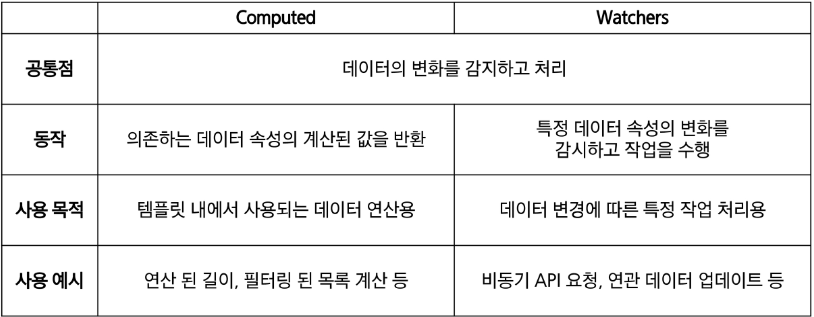 Computed Watchers
공통점 데이터의 변화를 감지하고 처리
동작 의존하는 데이터 속성의 계산된 값을 반환 특정 데이터 속성의 변화를
감시하고 작업을 수행
사용 목적 템플릿 내에서 사용되는 데이터 연산용 데이터 변경에 따른 특정 작업 처리용
사용 예시 연산 된 길이, 필터링 된 목록 계산 등 비동기 API 요청, 연관 데이터 업데이트 등